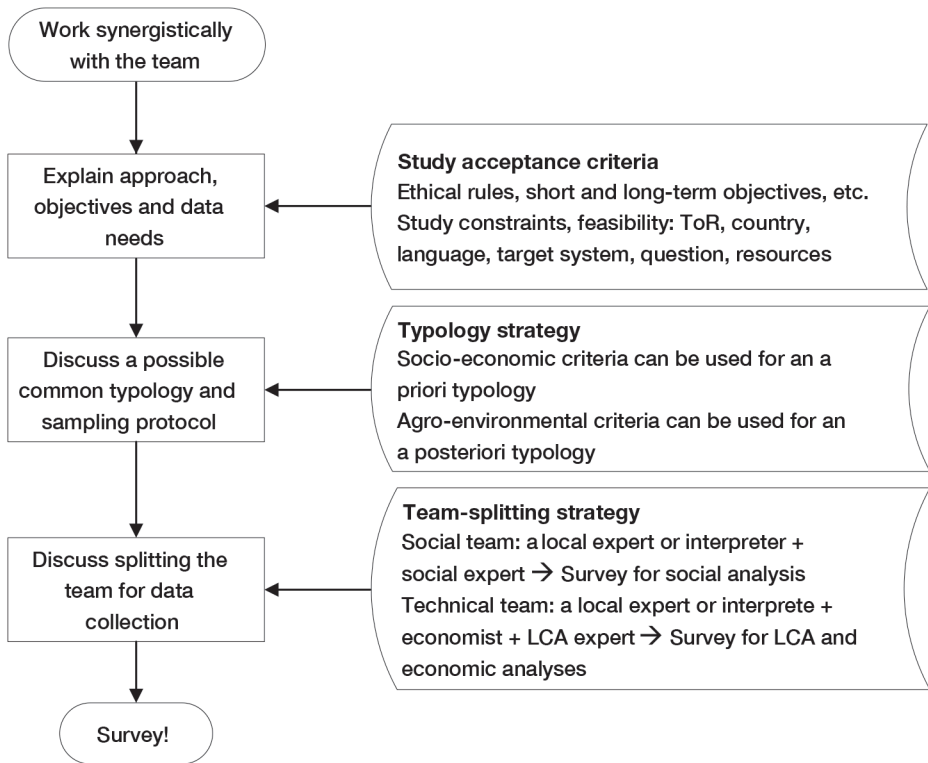 Work synergistically
with the team
Explain approach,
objectives and data
needs
Study acceptance criteria
Ethical rules, short and long-term objectives, etc.
Study constraints, feasibility: ToR, country,
language, target system, question, resources
Discuss a possible
common typology and
sampling protocol
Typology strategy
Socio-economic criteria can be used for an a
priori typology
Agro-environmental criteria can be used for an
a posteriori typology
Discuss splitting the
team for data
collection
Team-splitting strategy
Social team: a local expert or interpreter +
social expert → Survey for social analysis
Technical team: a local expert or interprete +
economist + LCA expert → Survey for LCA and
economic analyses
Survey!